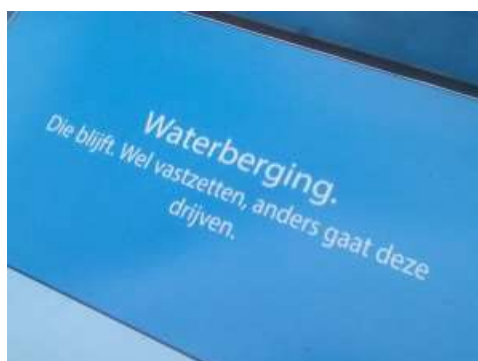 Waterberging.
Die blijft. Wel vastzetten, anders gaat deze
drijven.